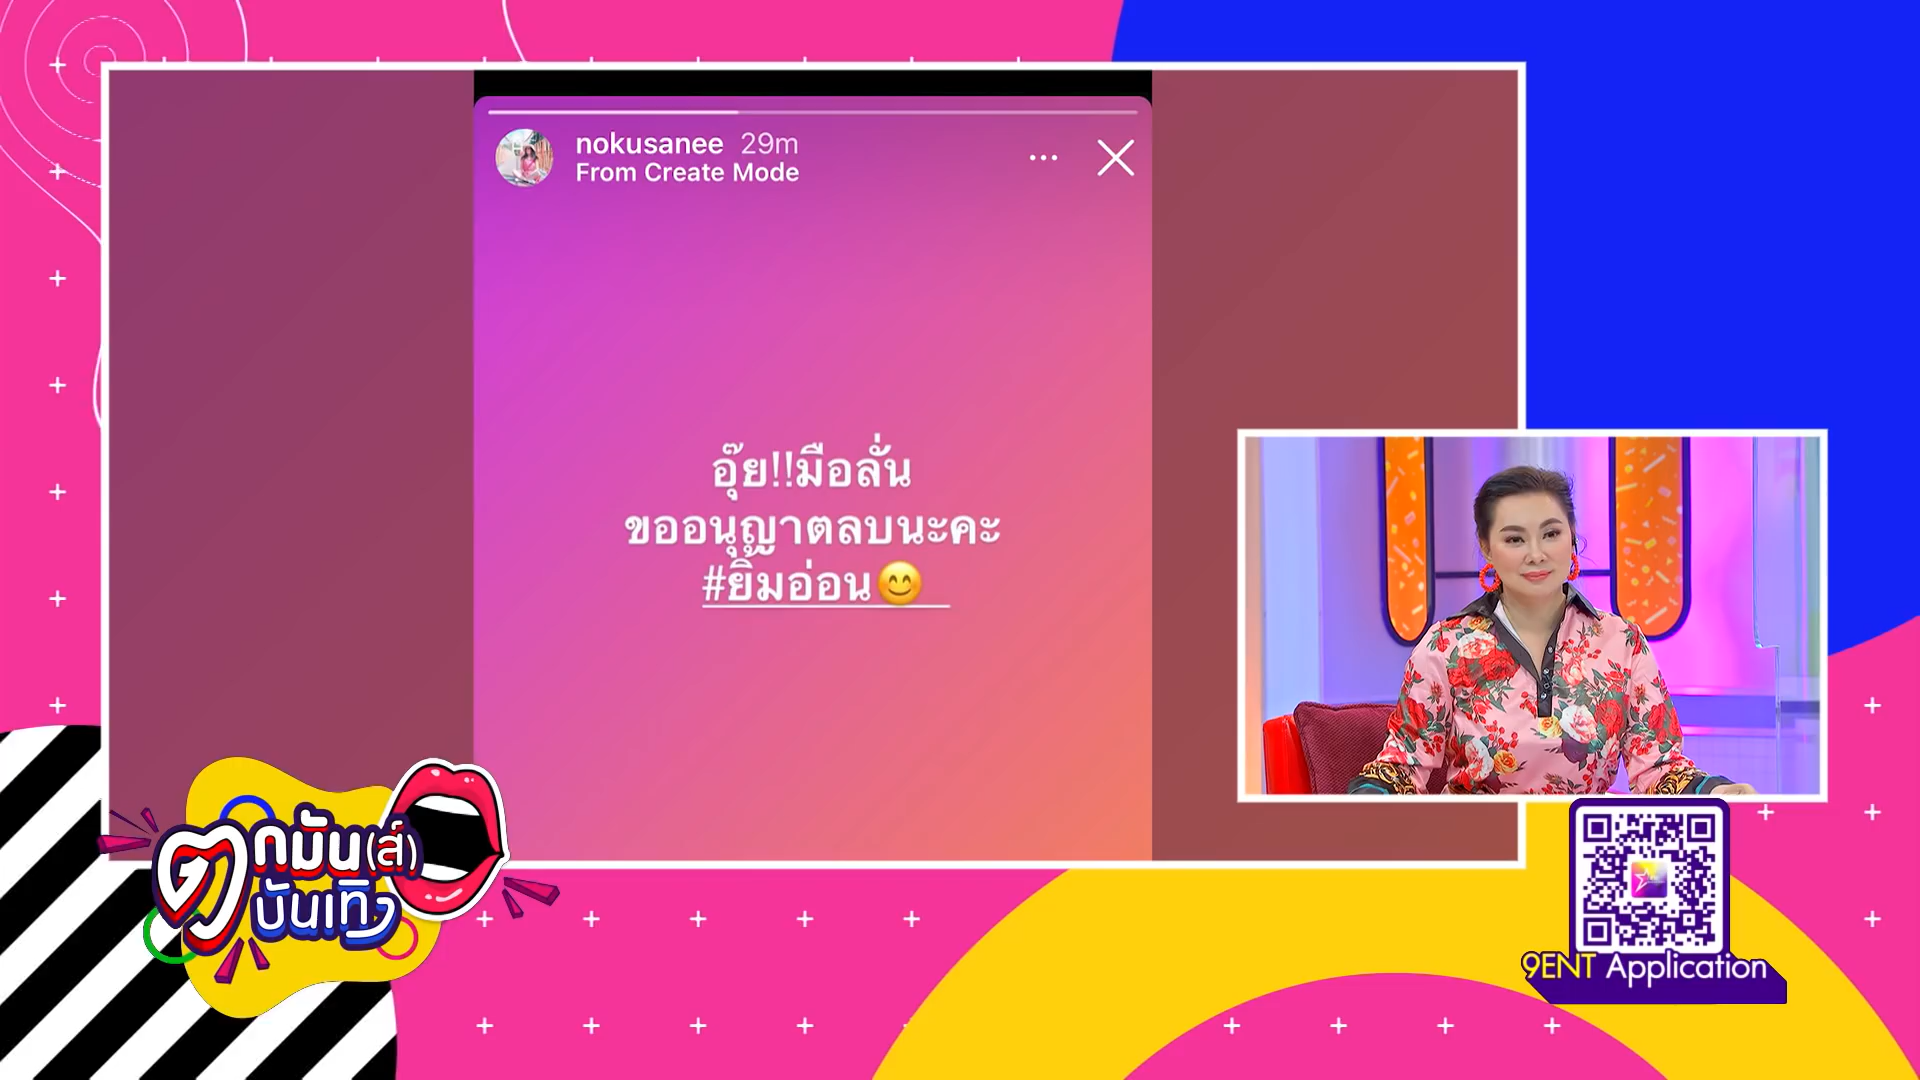 nokusanee 29m
From Create Mode
อุ๊ย!!มือลั่น
ขออนุญาตลบนะคะ
#ยิ้มอ่อน😊
ตกมัน(ส์)
บันเทิง
9ENT Application